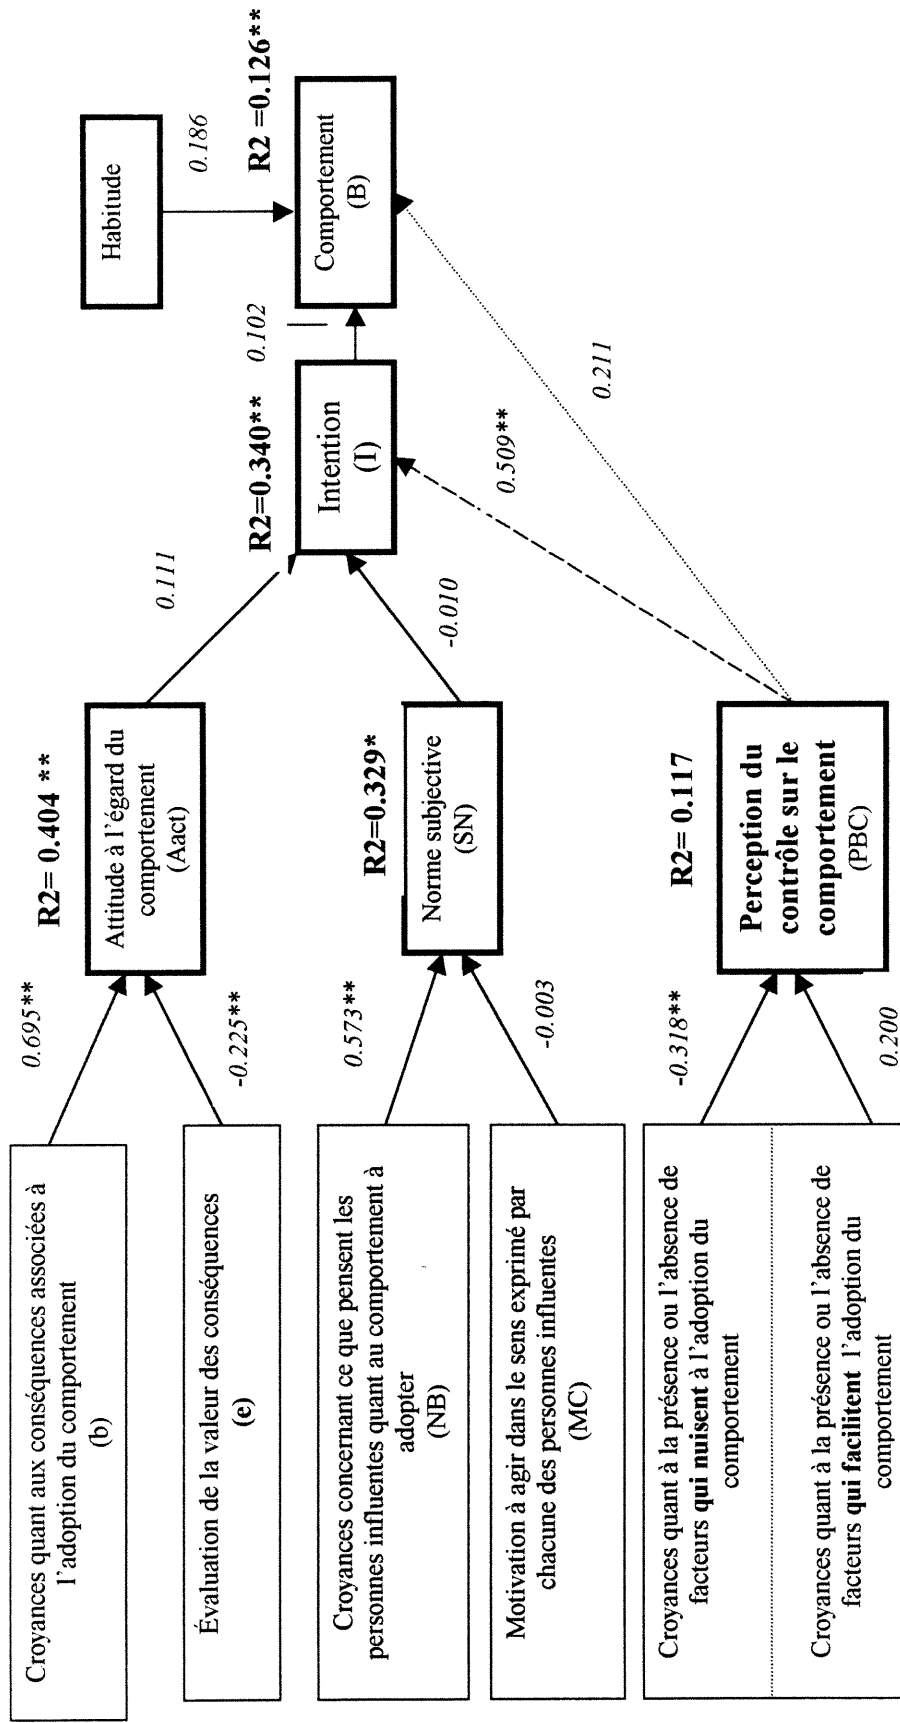 Croyances quant aux conséquences associées à
l'adoption du comportement
(b)
Évaluation de la valeur des conséquences
(e)
Croyances concernant ce que pensent les
personnes influentes quant au comportement à
adopter
(NB)
Motivation à agir dans le sens exprimé par
chacune des personnes influentes
(MC)
Croyances quant à la présence ou l'absence de
facteurs qui nuisent à l'adoption du
comportement
Croyances quant à la présence ou l'absence de
facteurs qui facilitent l'adoption du
comportement
0.695**
-0.225**
0.573**
-0.003
-0.318**
0.200
R2= 0.404 **
Attitude à l'égard du
comportement
(Aact)
R2=0.329*
Norme subjective
(SN)
R2= 0.117
Perception du
contrôle sur le
comportement
(PBC)
0.111
-0.010
0.509**
0.211
R2=0.340**
Intention
(I)
0.102
Habitude
0.186
R2 =0.126**
Comportement
(B)